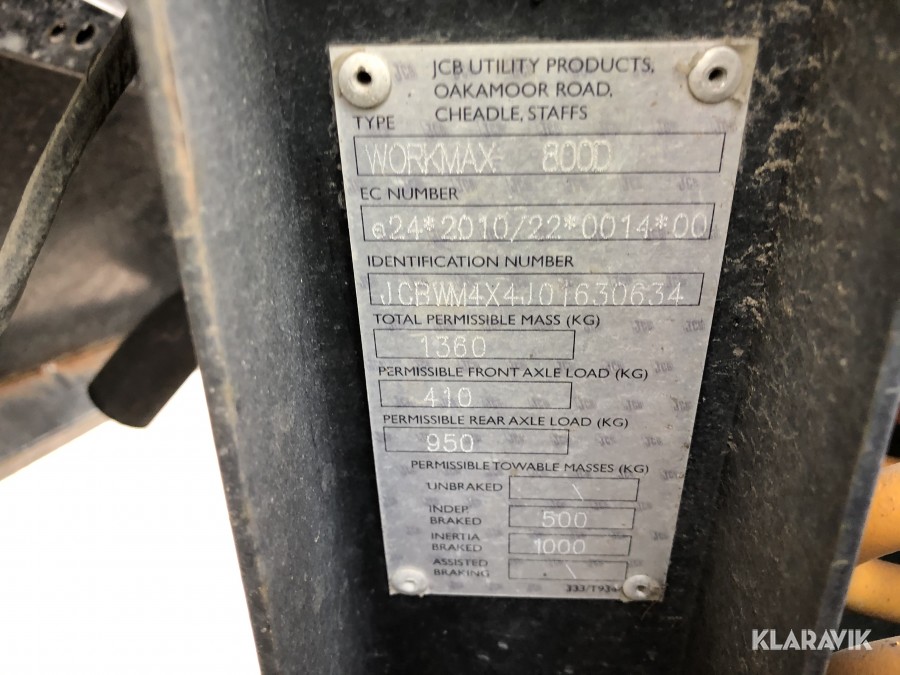 JCB UTILITY PRODUCTS,
OAKAMOOR ROAD,
CHEADLE, STAFFS
TYPE
WORKMAX 800D
EC NUMBER
e24*2010/22*0014*00
IDENTIFICATION NUMBER
JCBWM4X4J01630634
TOTAL PERMISSIBLE MASS (KG)
1360
PERMISSIBLE FRONT AXLE LOAD (KG)
410
PERMISSIBLE REAR AXLE LOAD (KG)
950
PERMISSIBLE TOWABLE MASSES (KG)
UNBRAKED \
INDEP. BRAKED 500
INERTIA BRAKED 1000
ASSISTED BRAKING \
KLARAVIK